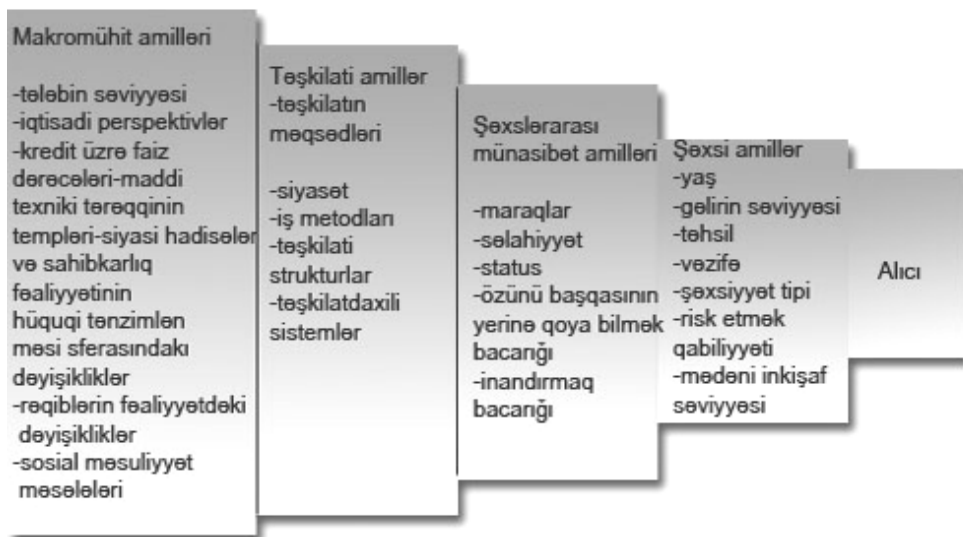 Makromühit amilləri
-tələbin səviyyəsi
-iqtisadi perspektivlər
-kredit üzrə faiz
dərəcələri-maddi
texniki tərəqqinin
templəri-siyasi hadisələr
və sahibkarlıq
fəaliyyətinin
hüquqi tənzimlən
məsi sferasındakı
dəyişikliklər
-rəqiblərin fəaliyyətdəki
dəyişikliklər
-sosial məsuliyyət
məsələləri
Təşkilati amillər
-təşkilatın
məqsədləri
-siyasət
-iş metodları
-təşkilati
strukturlar
-təşkilatdaxili
sistemlər
Şəxslərarası
münasibət amilləri
-maraqlar
-səlahiyyət
-status
-özünü başqasının
yerinə qoya bilmək
bacarığı
-inandırmaq
bacarığı
Şəxsi amillər
-yaş
-gəlirin səviyyəsi
-təhsil
-vəzifə
-şəxsiyyət tipi
-risk etmək
qabiliyyəti
-mədəni inkişaf
səviyyəsi
Alıcı